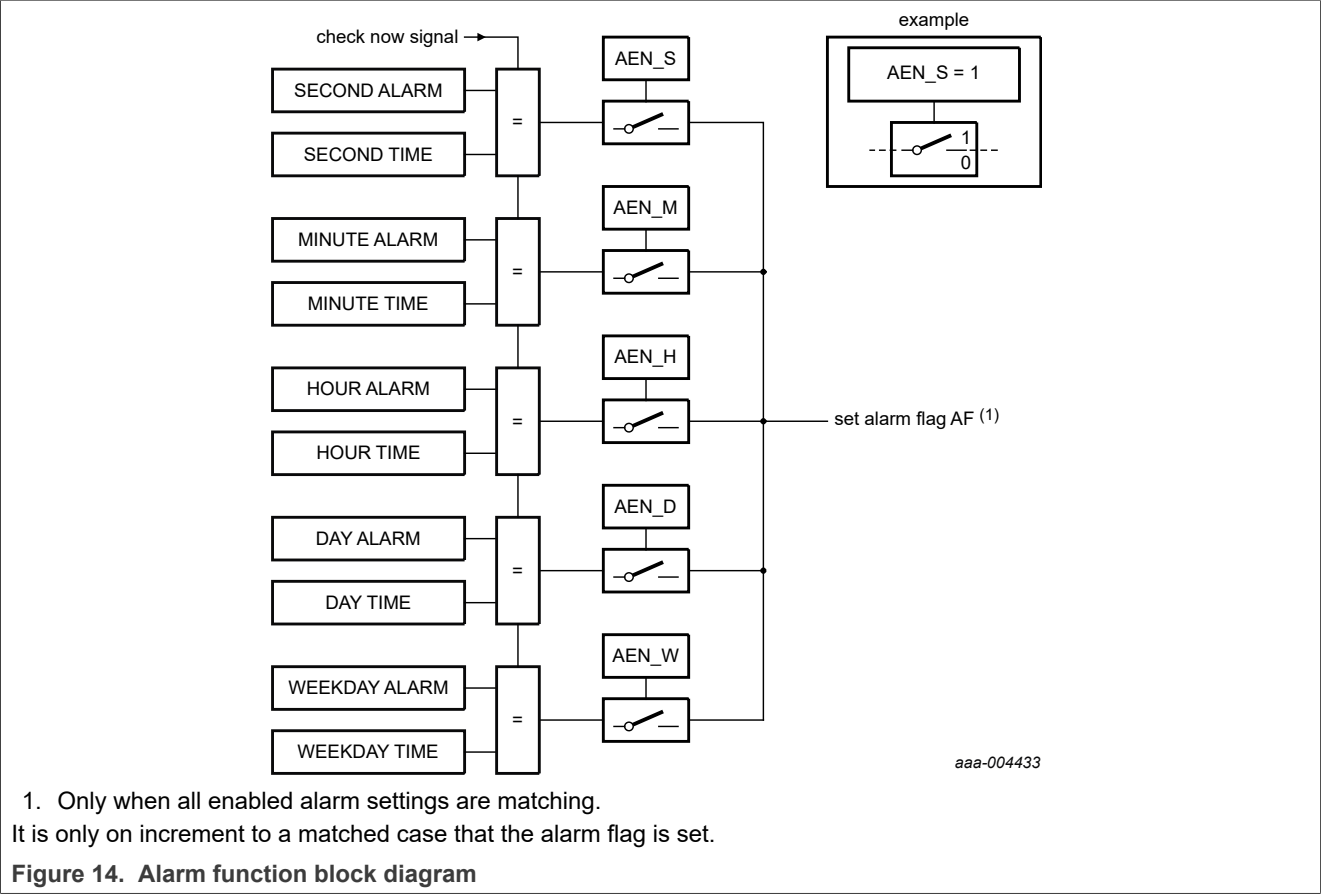 example
check now signal
AEN_S
AEN_S = 1
SECOND ALARM
=
1
0
SECOND TIME
AEN_M
MINUTE ALARM
=
MINUTE TIME
AEN_H
HOUR ALARM
=
set alarm flag AF (1)
HOUR TIME
AEN_D
DAY ALARM
=
DAY TIME
AEN_W
WEEKDAY ALARM
=
WEEKDAY TIME
aaa-004433
1. Only when all enabled alarm settings are matching.
It is only on increment to a matched case that the alarm flag is set.
Figure 14. Alarm function block diagram